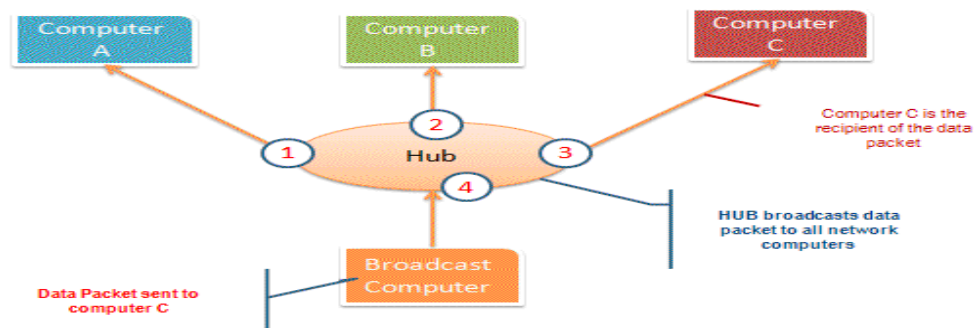 Computer
A
Computer
B
Computer
C
Computer C is the
recipient of the data
packet
1
2
3
Hub
4
HUB broadcasts data
packet to all network
computers
Broadcast
Computer
Data Packet sent to
computer C